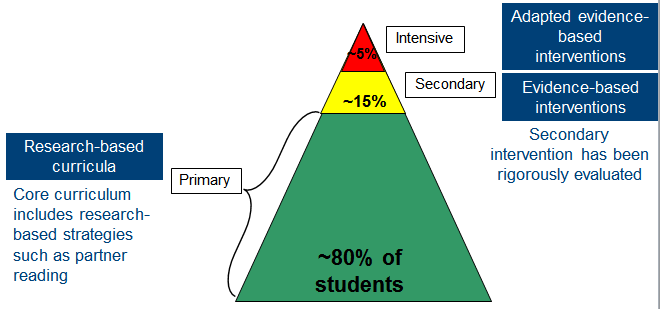 Adapted evidence-
based
interventions
Intensive
~5%
Secondary
Evidence-based
interventions
~15%
Secondary
intervention has been
rigorously evaluated
Research-based
curricula
Primary
Core curriculum
includes research-
based strategies
such as partner
reading
~80% of
students